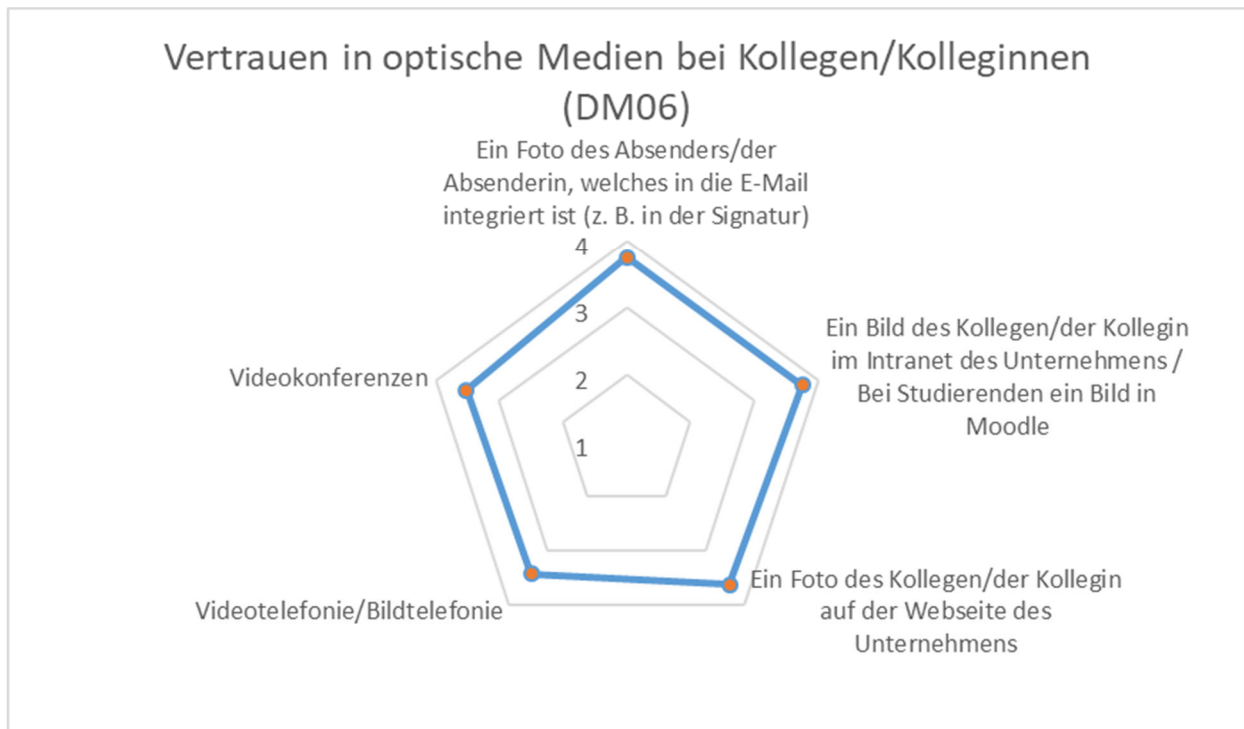 Vertrauen in optische Medien bei Kollegen/Kolleginnen
(DM06)
Ein Foto des Absenders/der
Absenderin, welches in die E-Mail
integriert ist (z. B. in der Signatur)
4
3
2
1
Ein Bild des Kollegen/der Kollegin
im Intranet des Unternehmens /
Bei Studierenden ein Bild in
Moodle
Videokonferenzen
Ein Foto des Kollegen/der Kollegin
auf der Webseite des
Unternehmens
Videotelefonie/Bildtelefonie